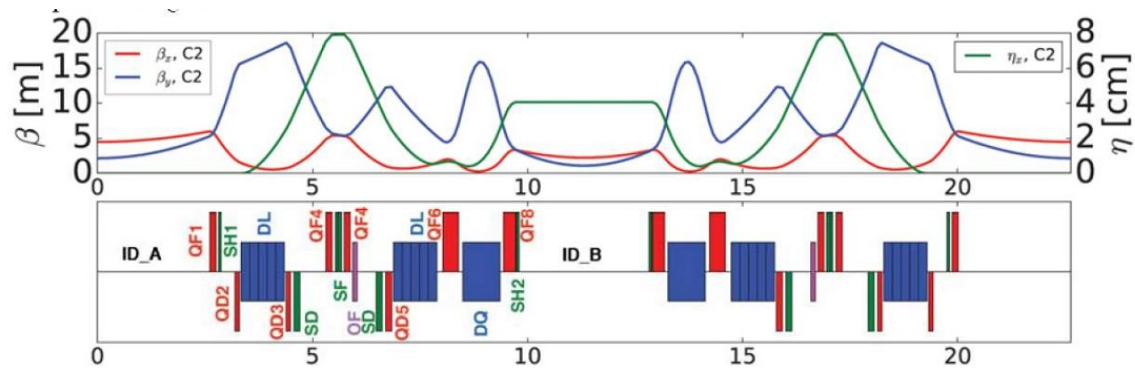 20
15
10
5
0
β [m]
βx, C2
βy, C2
ηx, C2
8
6
4
2
0
η [cm]
0 5 10 15 20
ID_A
QF1
SH1
QD2
DL
QD3
SD
QF4
SF
QF4
OF
SD
QD5
DL
QF6
DQ
QF8
SH2
ID_B
0 5 10 15 20